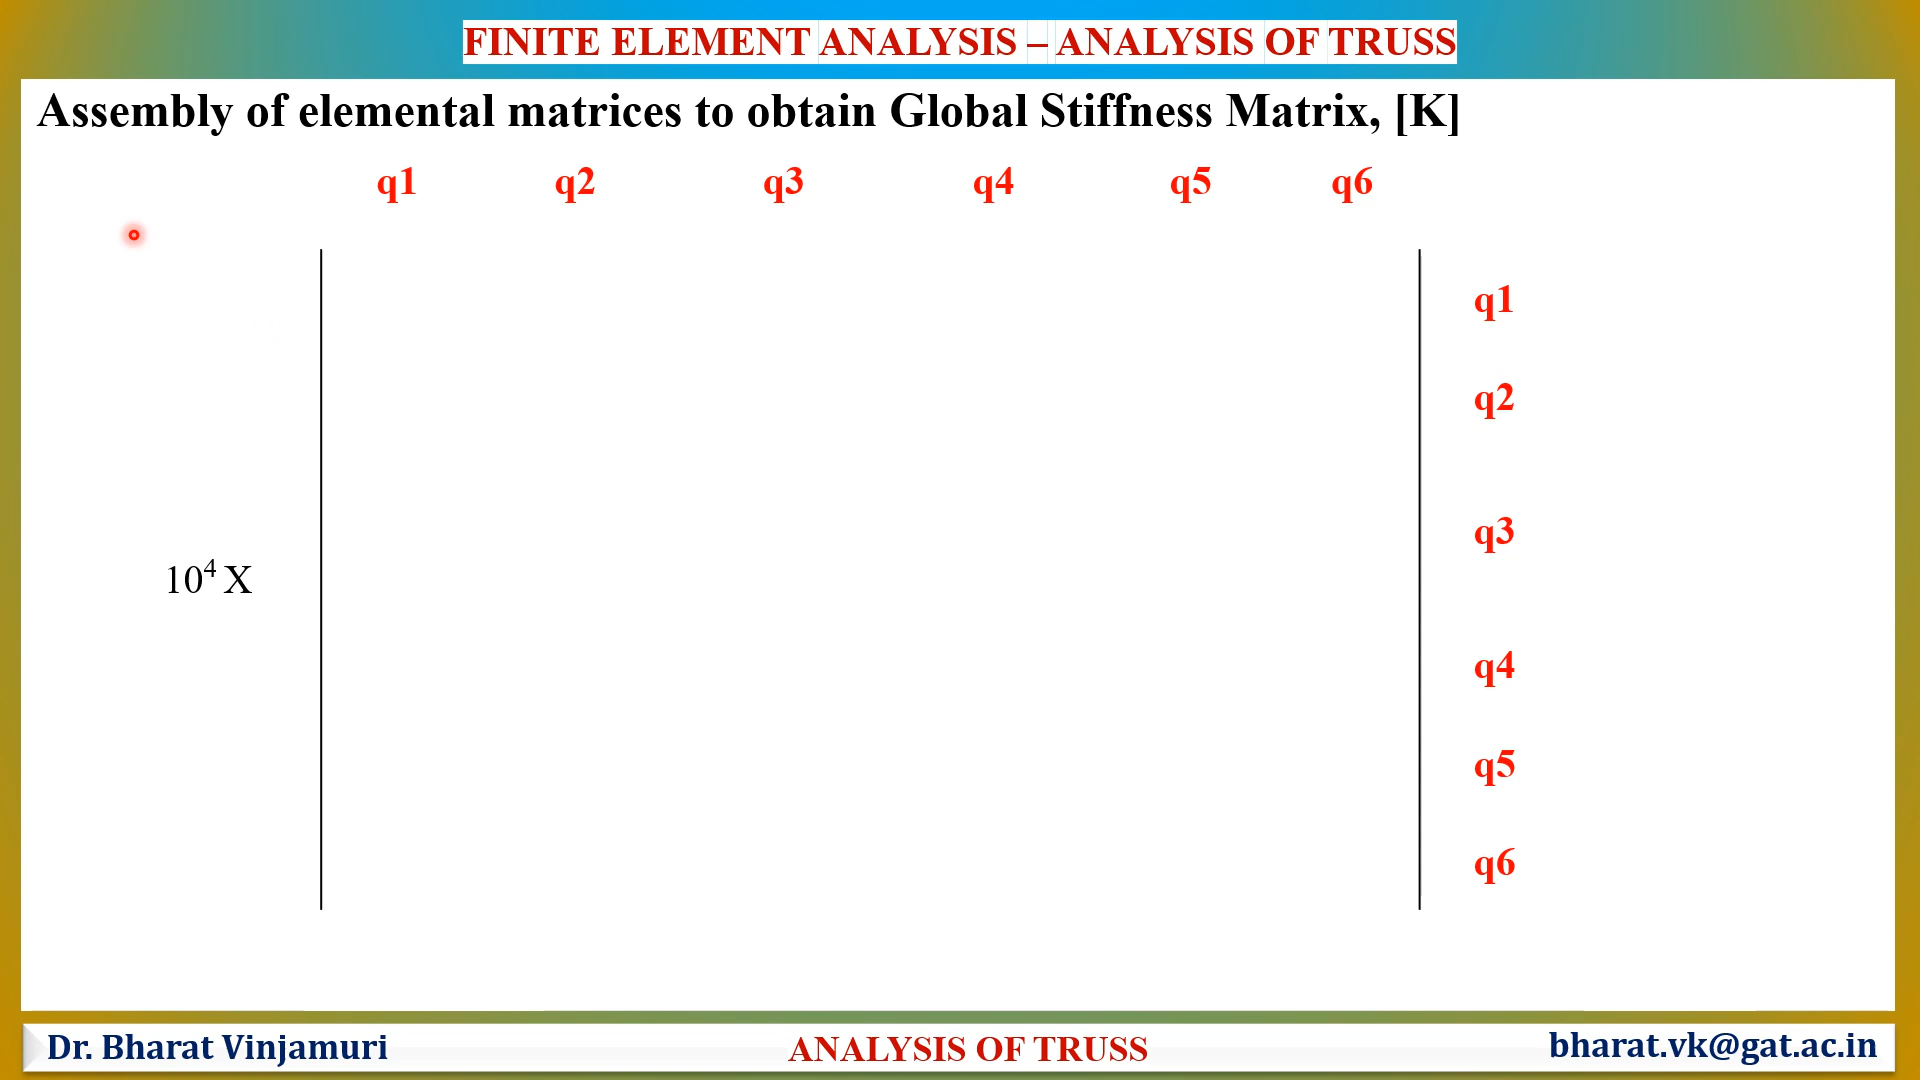 FINITE ELEMENT ANALYSIS – ANALYSIS OF TRUSS
Assembly of elemental matrices to obtain Global Stiffness Matrix, [K]
q1 q2 q3 q4 q5 q6
q1
q2
q3
10⁴ X
q4
q5
q6
Dr. Bharat Vinjamuri ANALYSIS OF TRUSS bharat.vk@gat.ac.in